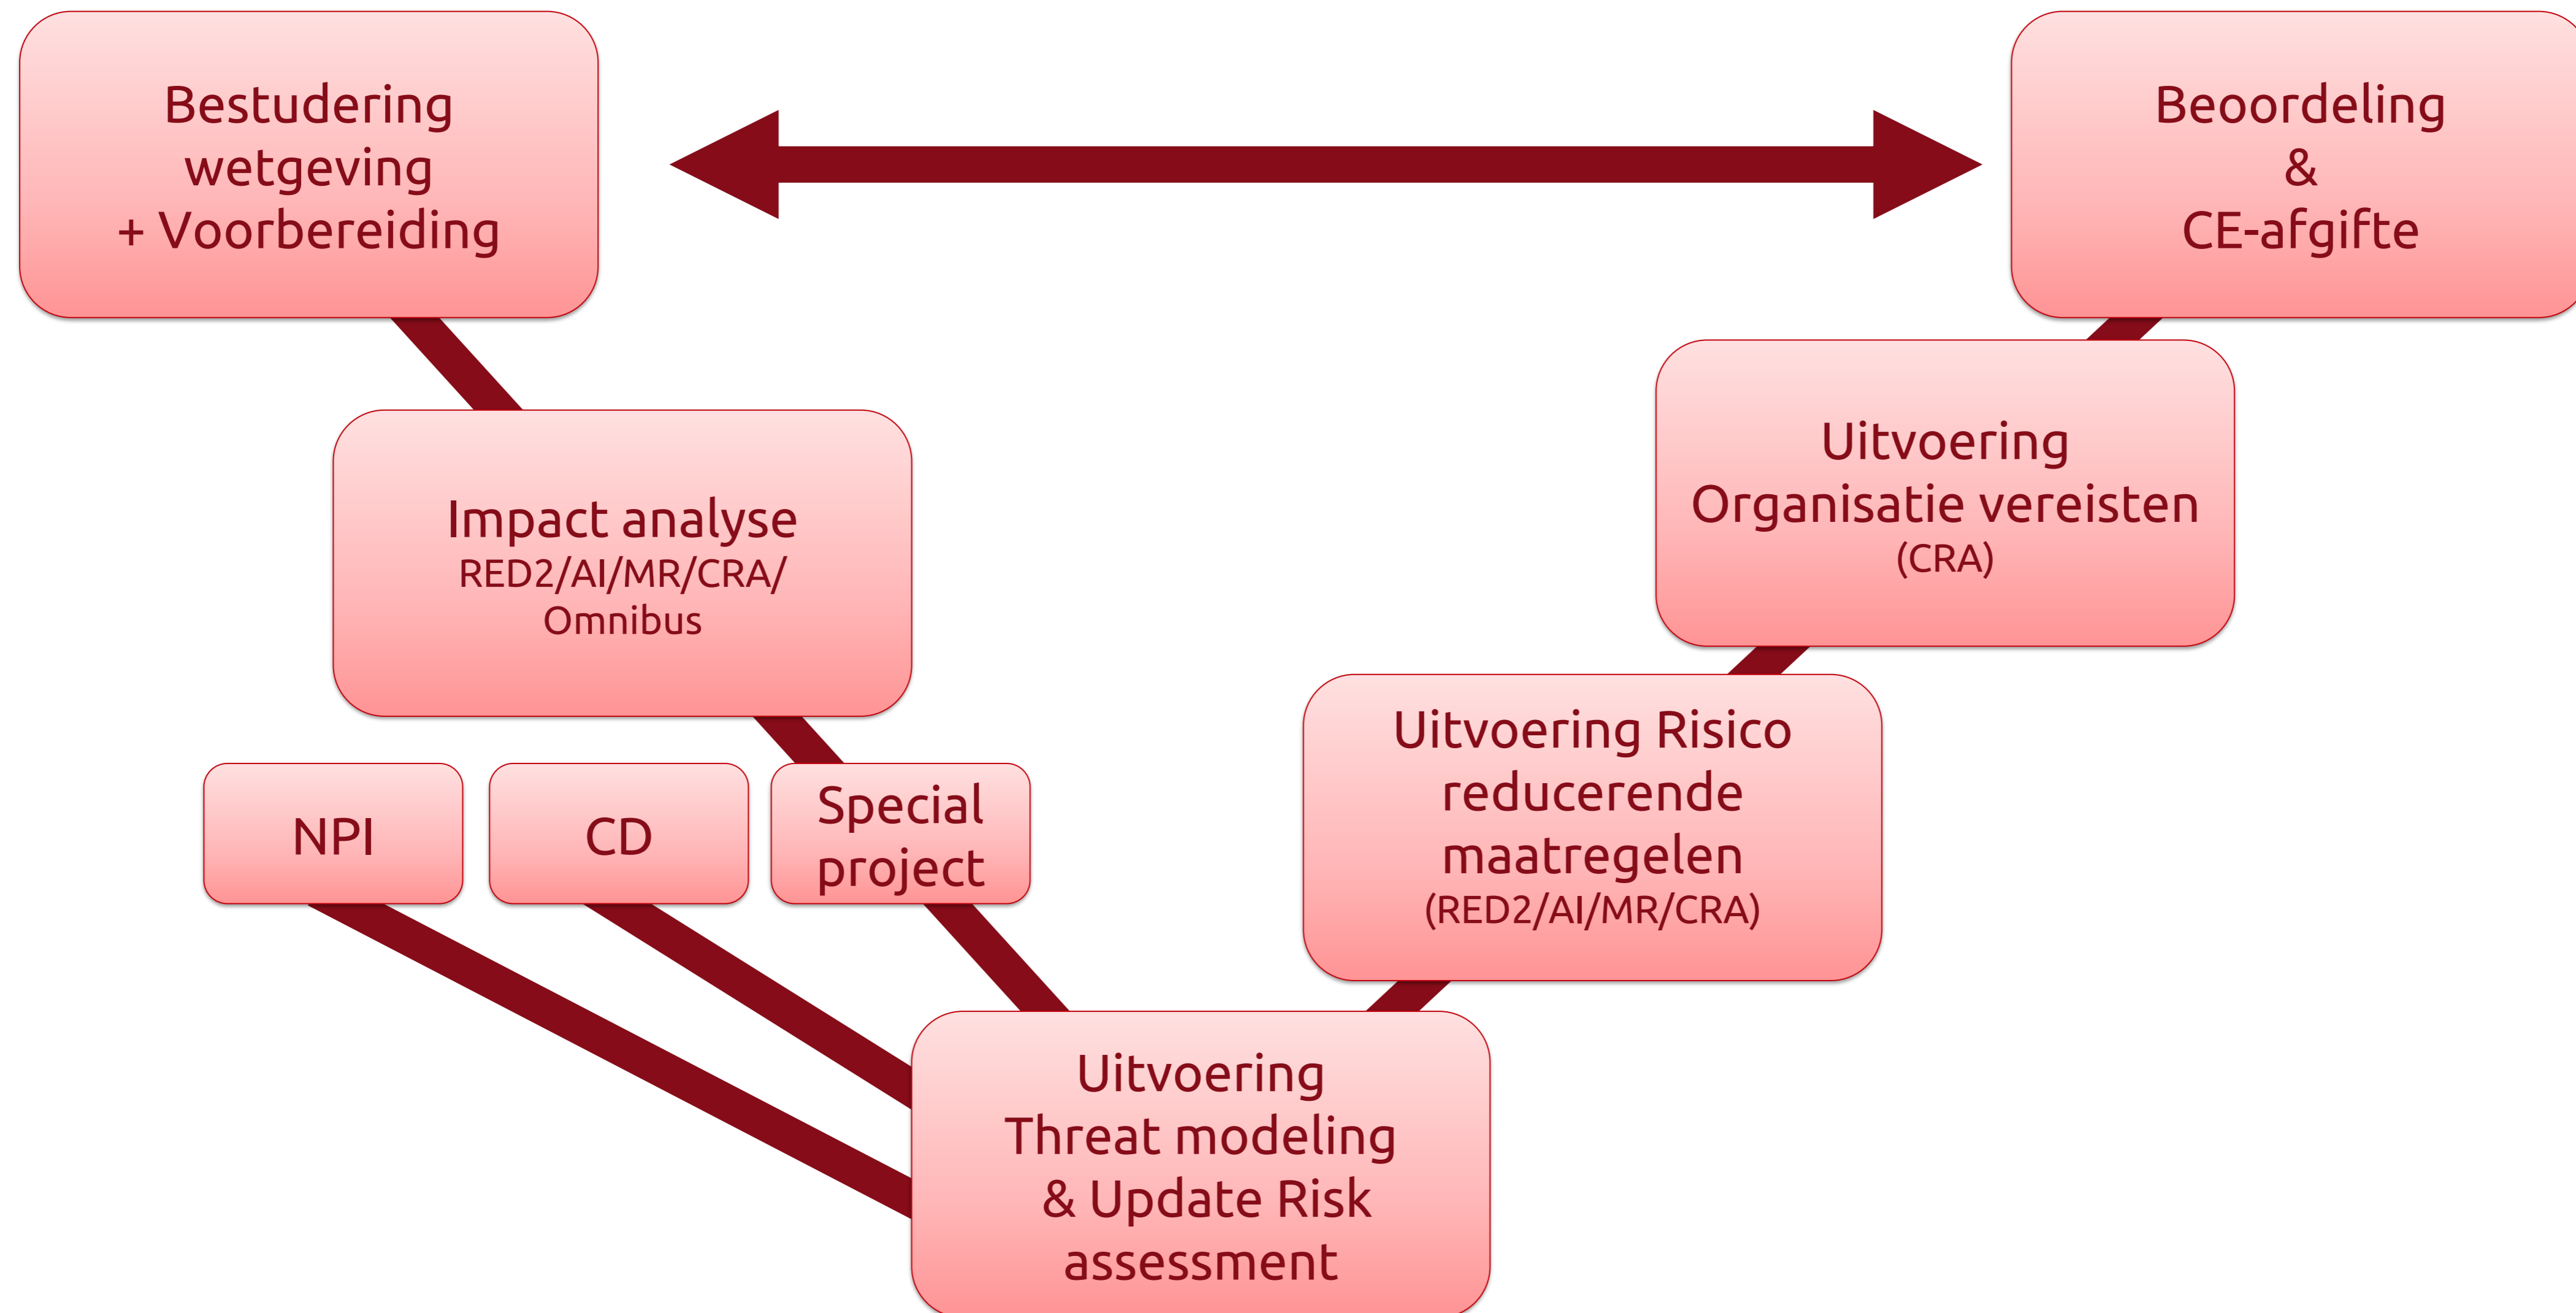 Bestudering
wetgeving
+ Voorbereiding
Beoordeling
&
CE-afgifte
Impact analyse
RED2/AI/MR/CRA/
Omnibus
Uitvoering
Organisatie vereisten
(CRA)
NPI
CD
Special
project
Uitvoering Risico
reducerende
maatregelen
(RED2/AI/MR/CRA)
Uitvoering
Threat modeling
& Update Risk
assessment